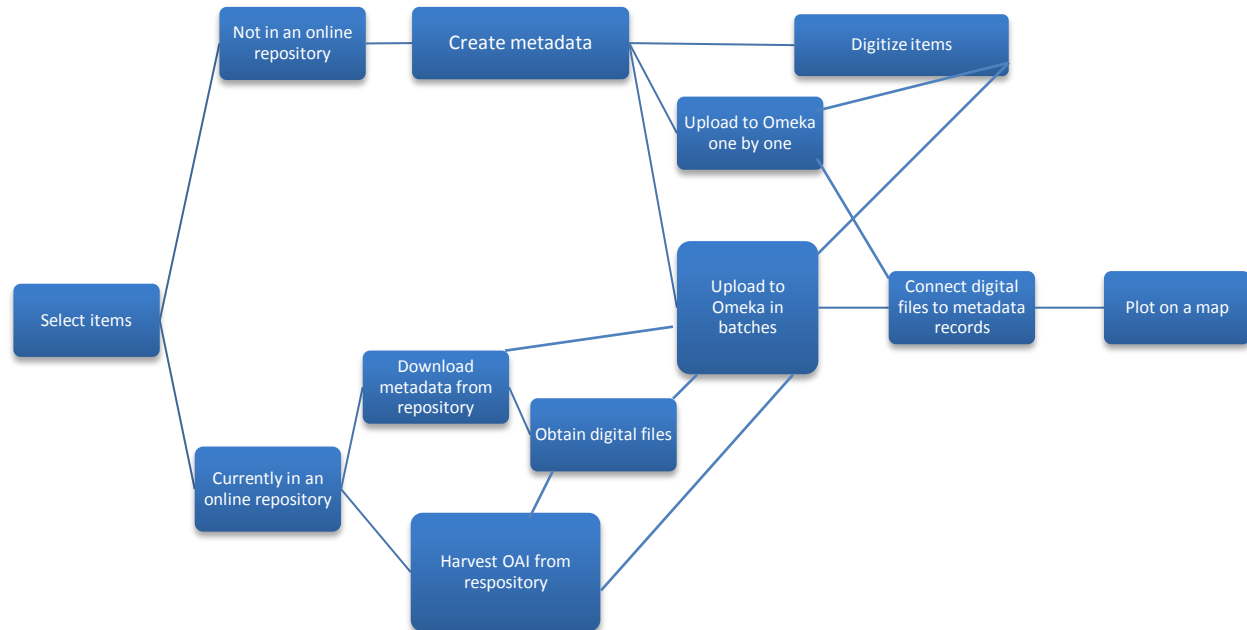 Not in an online
repository
Create metadata
Digitize items
Upload to Omeka
one by one
Select items
Upload to
Omeka in
batches
Connect digital
files to metadata
records
Plot on a map
Download
metadata from
repository
Obtain digital files
Currently in an
online repository
Harvest OAI from
respository